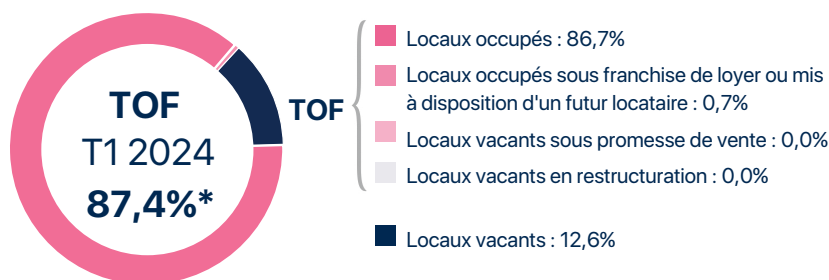 TOF
T1 2024
87,4%*
TOF
Locaux occupés : 86,7%
Locaux occupés sous franchise de loyer ou mis
à disposition d'un futur locataire : 0,7%
Locaux vacants sous promesse de vente : 0,0%
Locaux vacants en restructuration : 0,0%
Locaux vacants : 12,6%